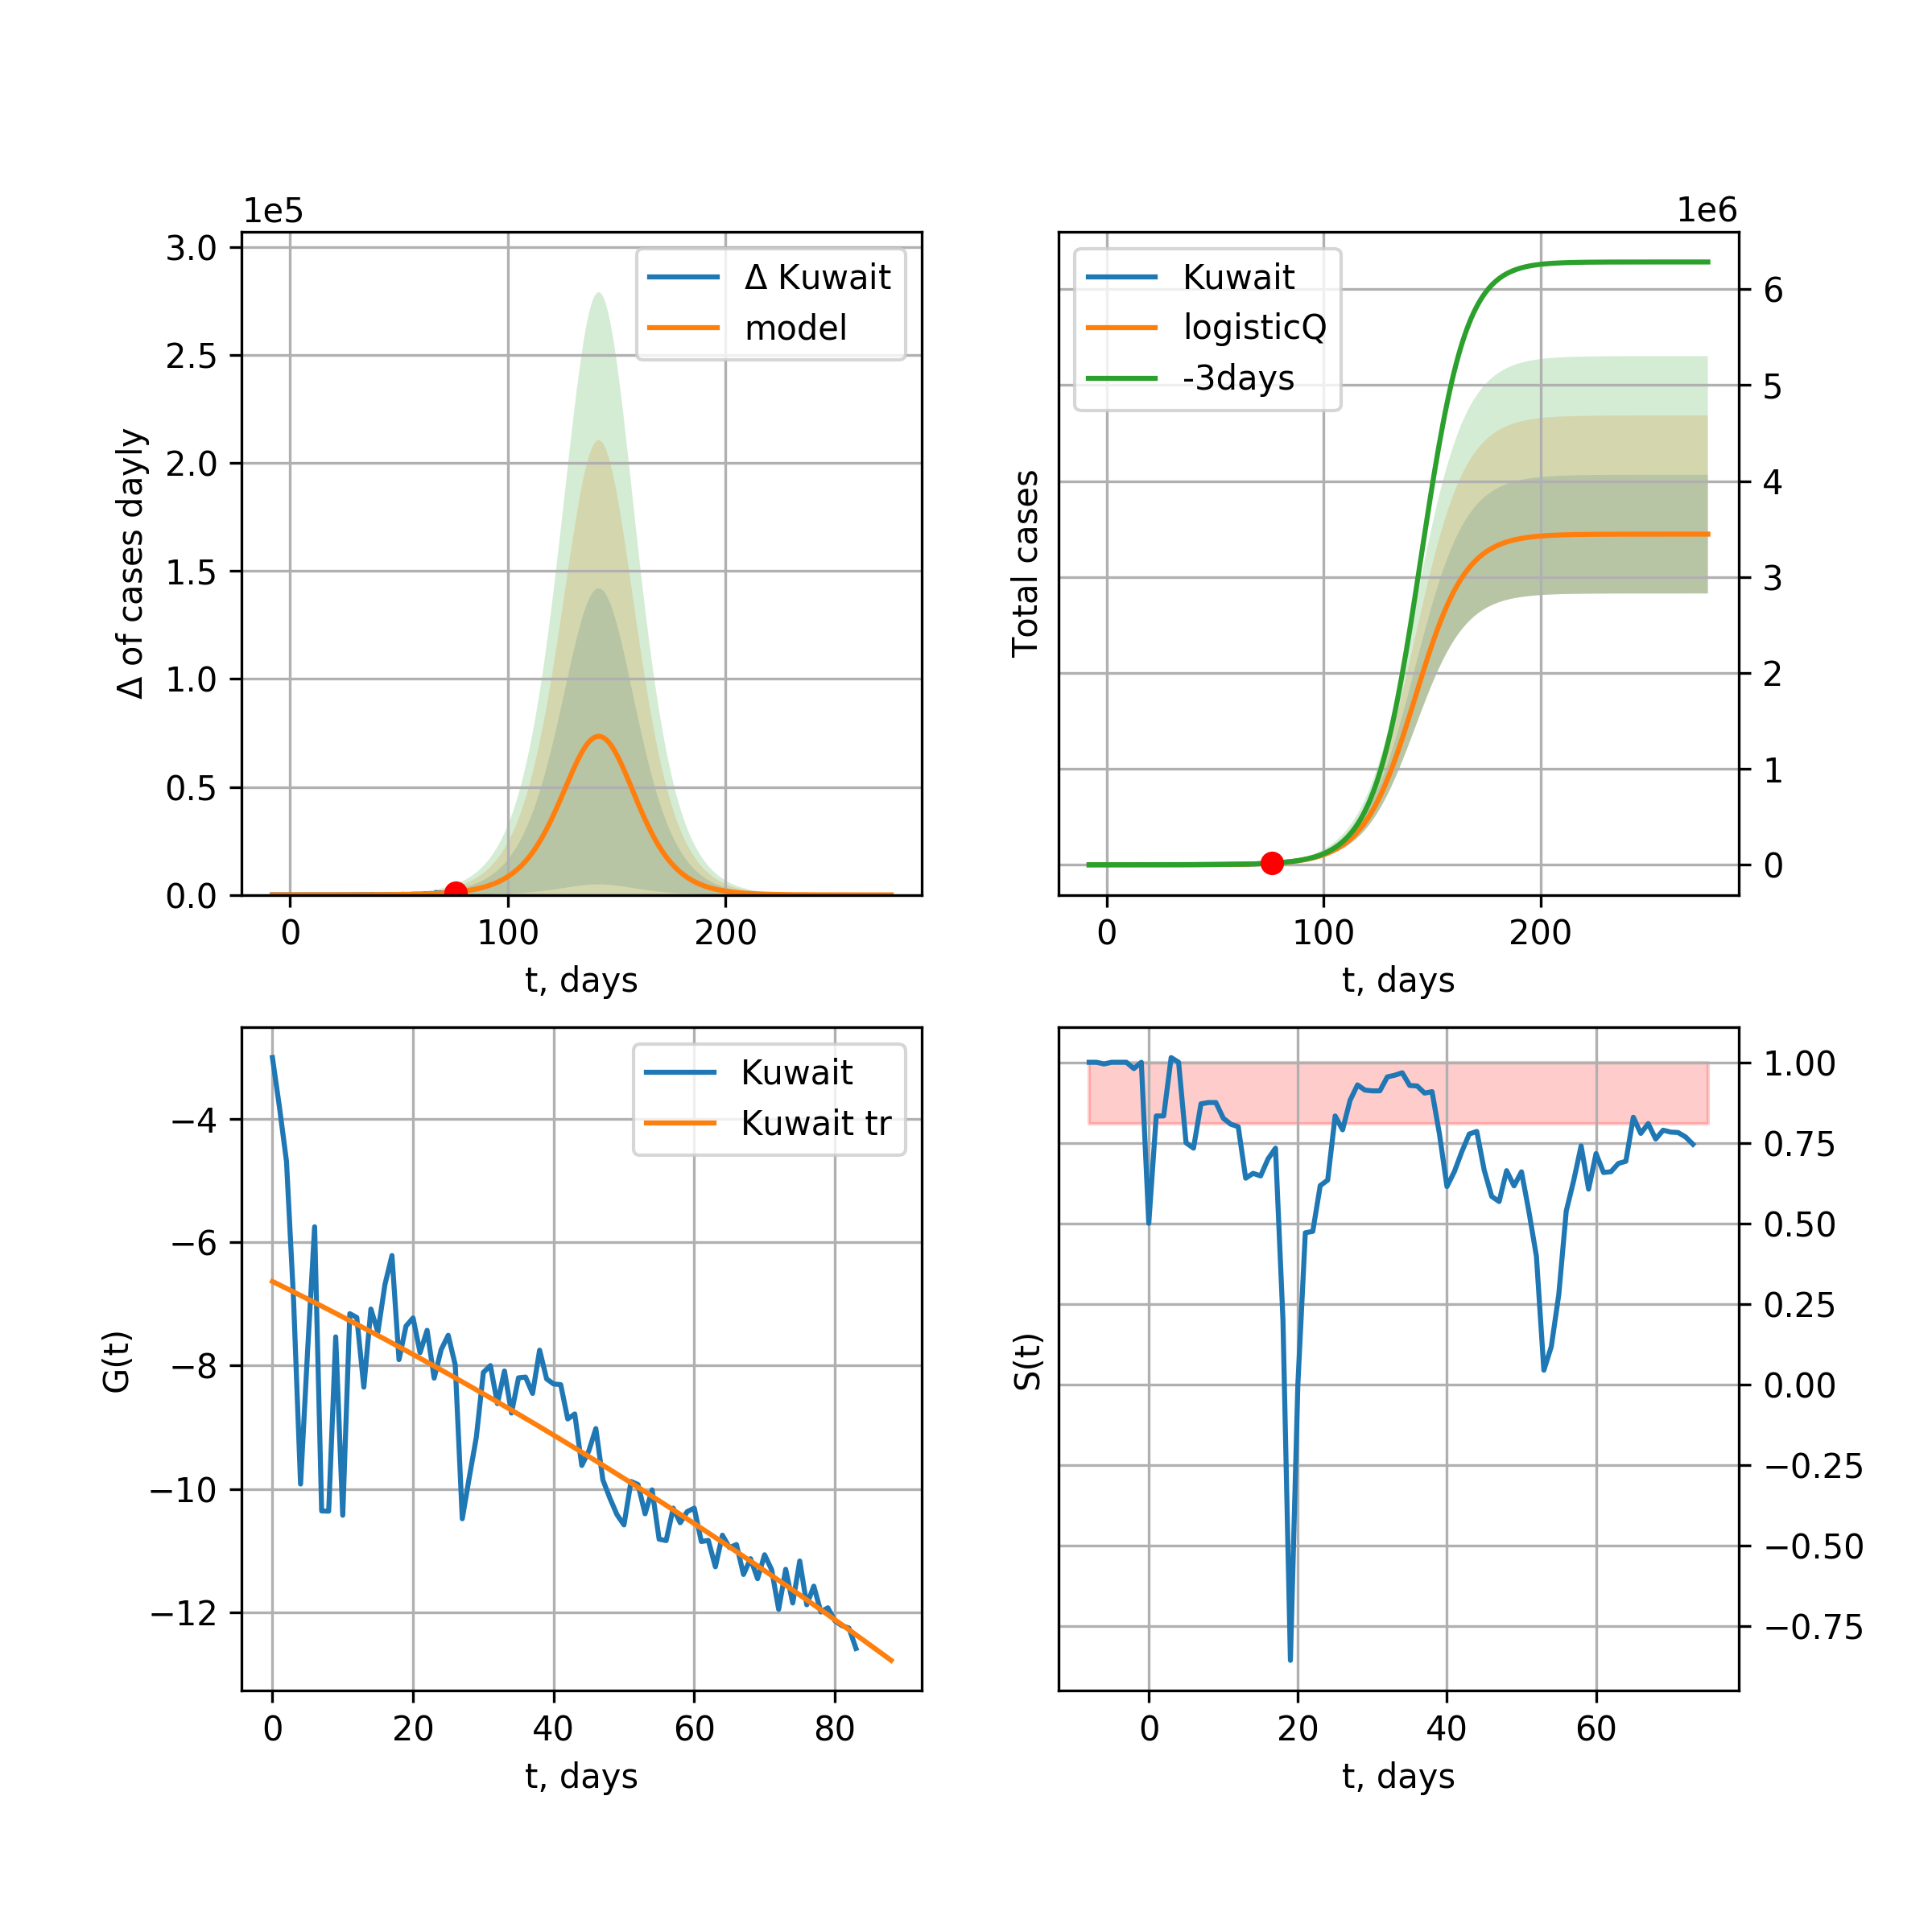 1e5
3.0
2.5
2.0
1.5
1.0
0.5
0.0
Δ of cases dayly
Δ Kuwait
model
0 100 200
t, days
1e6
Kuwait
logisticQ
-3days
Total cases
6
5
4
3
2
1
0
0 100 200
t, days
Kuwait
Kuwait tr
G(t)
−4
−6
−8
−10
−12
0 20 40 60 80
t, days
S(t)
1.00
0.75
0.50
0.25
0.00
−0.25
−0.50
−0.75
0 20 40 60
t, days